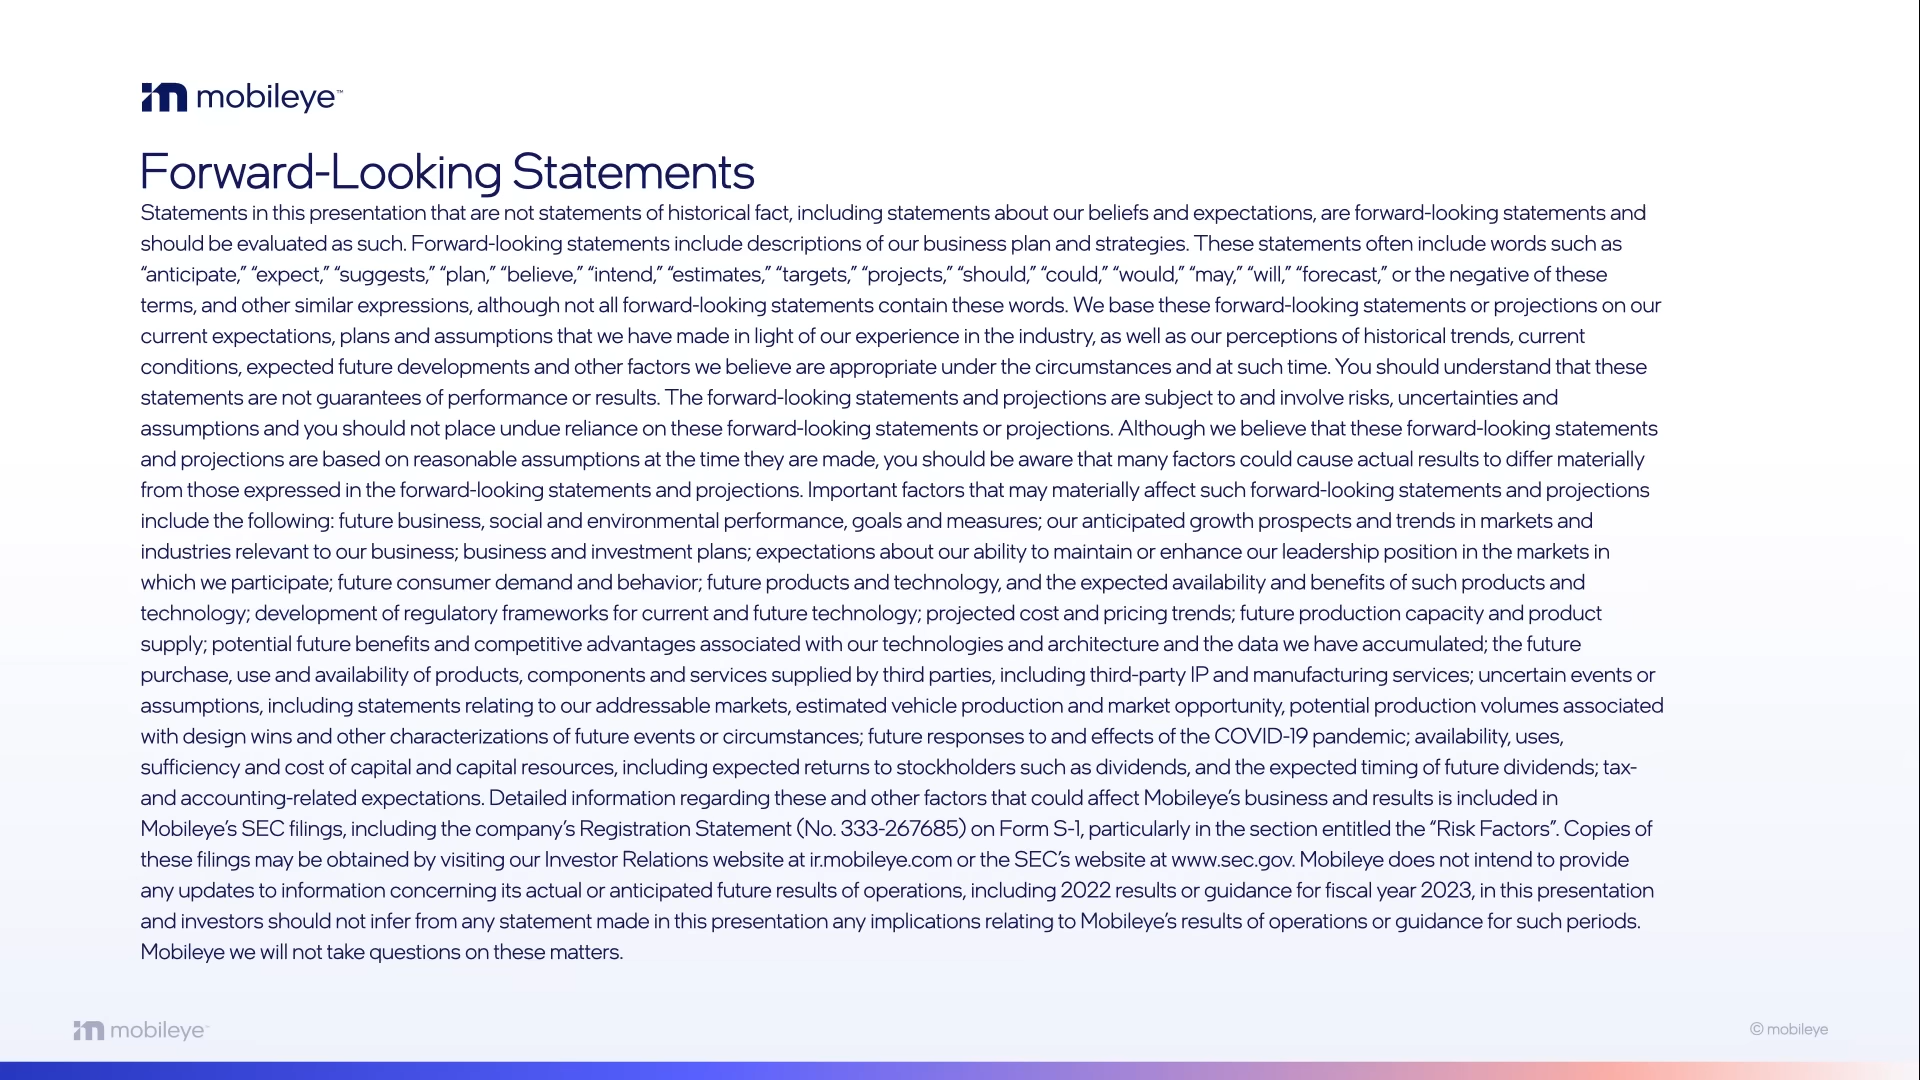 mobileye™
Forward-Looking Statements
Statements in this presentation that are not statements of historical fact, including statements about our beliefs and expectations, are forward-looking statements and
should be evaluated as such. Forward-looking statements include descriptions of our business plan and strategies. These statements often include words such as
“anticipate,” “expect,” “suggests,” “plan,” “believe,” “intend,” “estimates,” “targets,” “projects,” “should,” “could,” “would,” “may,” “will,” “forecast,” or the negative of these
terms, and other similar expressions, although not all forward-looking statements contain these words. We base these forward-looking statements or projections on our
current expectations, plans and assumptions that we have made in light of our experience in the industry, as well as our perceptions of historical trends, current
conditions, expected future developments and other factors we believe are appropriate under the circumstances and at such time. You should understand that these
statements are not guarantees of performance or results. The forward-looking statements and projections are subject to and involve risks, uncertainties and
assumptions and you should not place undue reliance on these forward-looking statements or projections. Although we believe that these forward-looking statements
and projections are based on reasonable assumptions at the time they are made, you should be aware that many factors could cause actual results to differ materially
from those expressed in the forward-looking statements and projections. Important factors that may materially affect such forward-looking statements and projections
include the following: future business, social and environmental performance, goals and measures; our anticipated growth prospects and trends in markets and
industries relevant to our business; business and investment plans; expectations about our ability to maintain or enhance our leadership position in the markets in
which we participate; future consumer demand and behavior; future products and technology, and the expected availability and benefits of such products and
technology; development of regulatory frameworks for current and future technology; projected cost and pricing trends; future production capacity and product
supply; potential future benefits and competitive advantages associated with our technologies and architecture and the data we have accumulated; the future
purchase, use and availability of products, components and services supplied by third parties, including third-party IP and manufacturing services; uncertain events or
assumptions, including statements relating to our addressable markets, estimated vehicle production and market opportunity, potential production volumes associated
with design wins and other characterizations of future events or circumstances; future responses to and effects of the COVID-19 pandemic; availability, uses,
sufficiency and cost of capital and capital resources, including expected returns to stockholders such as dividends, and the expected timing of future dividends; tax-
and accounting-related expectations. Detailed information regarding these and other factors that could affect Mobileye’s business and results is included in
Mobileye’s SEC filings, including the company’s Registration Statement (No. 333-267685) on Form S-1, particularly in the section entitled the “Risk Factors”. Copies of
these filings may be obtained by visiting our Investor Relations website at ir.mobileye.com or the SEC’s website at www.sec.gov. Mobileye does not intend to provide
any updates to information concerning its actual or anticipated future results of operations, including 2022 results or guidance for fiscal year 2023, in this presentation
and investors should not infer from any statement made in this presentation any implications relating to Mobileye’s results of operations or guidance for such periods.
Mobileye we will not take questions on these matters.
mobileye™
© mobileye